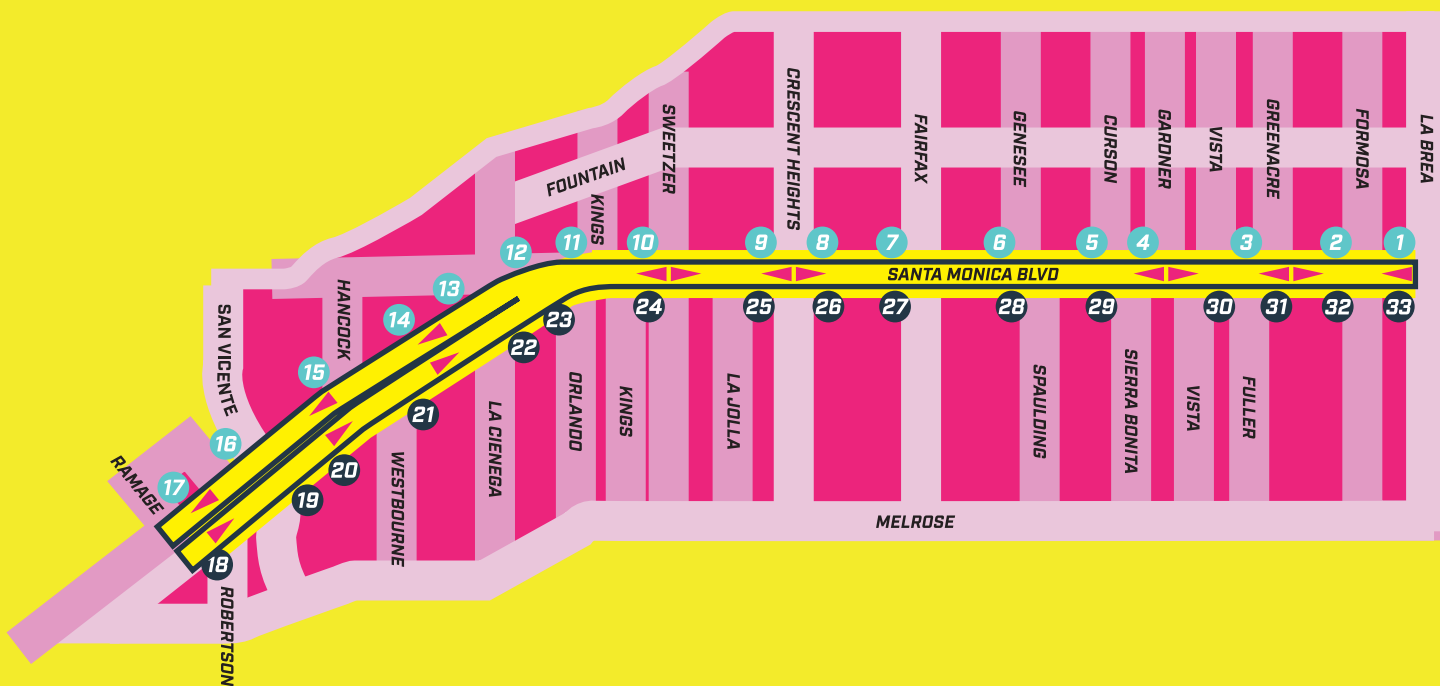 CRESCENT HEIGHTS
SWEETZER
FAIRFAX
GENESEE
CURSON
GARDNER
VISTA
GREENACRE
FORMOSA
LA BREA
FOUNTAIN
KINGS
12
11
10
9
8
7
6
5
4
3
2
1
SANTA MONICA BLVD
13
14
15
16
17
HANCOCK
SAN VICENTE
RAMAGE
18
19
20
21
22
23
24
25
26
27
28
29
30
31
32
33
ROBERTSON
WESTBOURNE
LA CIENEGA
ORLANDO
KINGS
LA JOLLA
SPAULDING
SIERRA BONITA
VISTA
FULLER
MELROSE